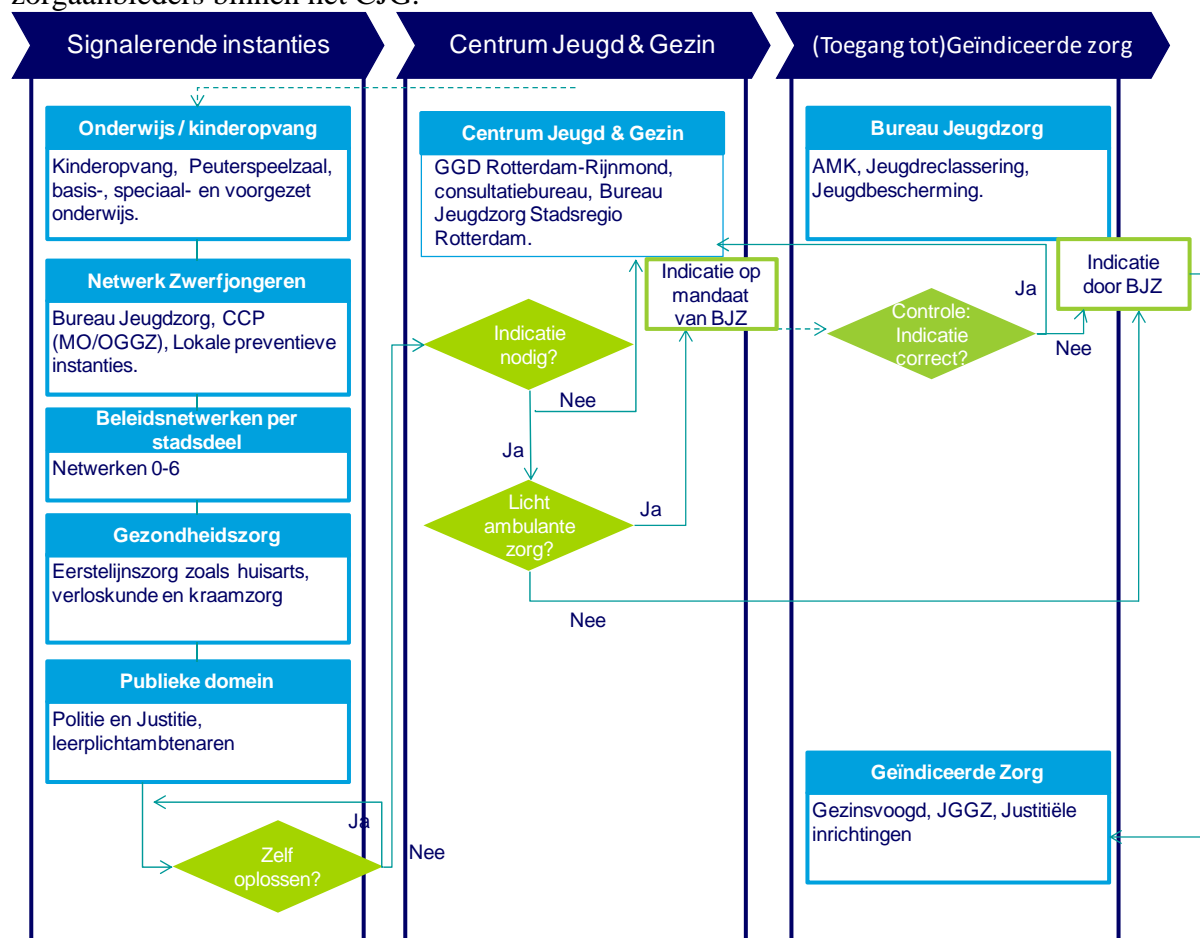 zorgaanbieders binnen het CJG.
Signalerende instanties
Centrum Jeugd & Gezin
(Toegang tot)Geïndiceerde zorg
Onderwijs / kinderopvang
Kinderopvang, Peuterspeelzaal,
basis-, speciaal- en voorgezet
onderwijs.
Netwerk Zwerfjongeren
Bureau Jeugdzorg, CCP
(MO/OGGZ), Lokale preventieve
instanties.
Beleidsnetwerken per
stadsdeel
Netwerken 0-6
Gezondheidszorg
Eerstelijnszorg zoals huisarts,
verloskunde en kraamzorg
Publieke domein
Politie en Justitie,
leerplichtambtenaren
Ja
Zelf
oplossen?
Nee
Centrum Jeugd & Gezin
GGD Rotterdam-Rijnmond,
consultatiebureau, Bureau
Jeugdzorg Stadsregio
Rotterdam.
Indicatie
nodig?
Nee
Ja
Licht
ambulante
zorg?
Ja
Nee
Indicatie op
mandaat
van BJZ
Bureau Jeugdzorg
AMK, Jeugdreclassering,
Jeugdbescherming.
Controle:
Indicatie
correct?
Ja
Nee
Indicatie
door BJZ
Geïndiceerde Zorg
Gezinsvoogd, JGGZ, Justitiële
inrichtingen